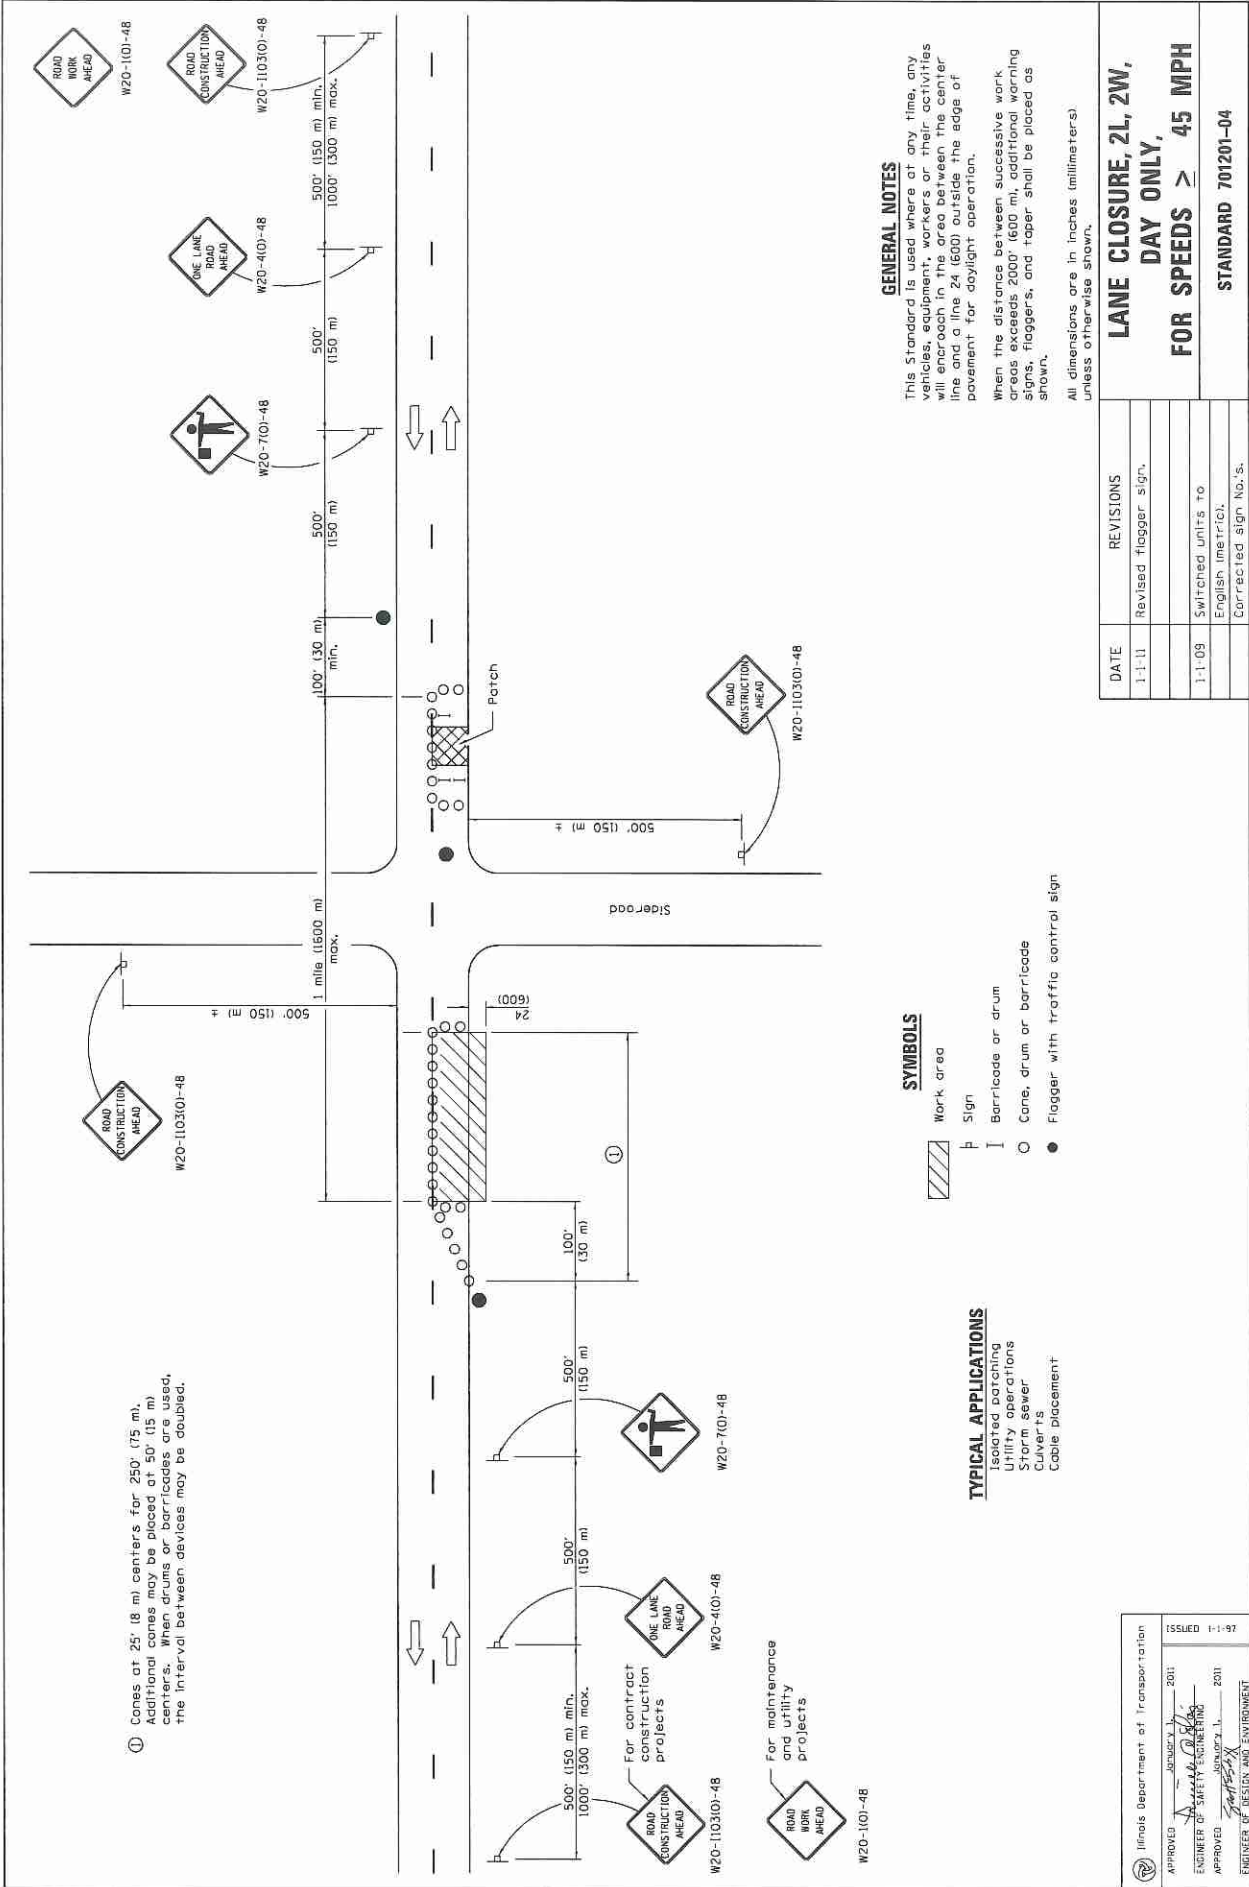 ① Cones at 25' (8 m) centers for 250' (75 m).
Additional cones may be placed at 50' (15 m)
centers. When drums or barricades are used,
the interval between devices may be doubled.
ROAD
CONSTRUCTION
AHEAD
W20-I103(O)-48
500' (150 m) ±
1 mile (1600 m)
max.
100' (30 m)
min.
500'
(150 m)
W20-7(O)-48
500'
(150 m)
ONE LANE
ROAD
AHEAD
W20-4(O)-48
500' (150 m) min.
1000' (300 m) max.
ROAD
WORK
AHEAD
W20-1(O)-48
ROAD
CONSTRUCTION
AHEAD
W20-I103(O)-48
Patch
Sideroad
24
(600)
500' (150 m) ±
ROAD
CONSTRUCTION
AHEAD
W20-I103(O)-48
①
100'
(30 m)
500'
(150 m)
W20-7(O)-48
500'
(150 m)
ONE LANE
ROAD
AHEAD
W20-4(O)-48
500' (150 m) min.
1000' (300 m) max.
For contract
construction
projects
ROAD
CONSTRUCTION
AHEAD
W20-I103(O)-48
For maintenance
and utility
projects
ROAD
WORK
AHEAD
W20-1(O)-48
TYPICAL APPLICATIONS
Isolated patching
Utility operations
Storm sewer
Culverts
Cable placement
SYMBOLS
Work area
Sign
Barricade or drum
Cone, drum or barricade
Flagger with traffic control sign
GENERAL NOTES
This Standard is used where at any time, any
vehicles, equipment, workers or their activities
will encroach in the area between the center
line and a line 24 (600) outside the edge of
pavement for daylight operation.
When the distance between successive work
areas exceeds 2000' (600 m), additional warning
signs, flaggers, and taper shall be placed as
shown.
All dimensions are in inches (millimeters)
unless otherwise shown.
Illinois Department of Transportation
APPROVED January 1, 2011
ENGINEER OF SAFETY ENGINEERING
APPROVED January 1, 2011
ENGINEER OF DESIGN AND ENVIRONMENT
ISSUED 1-1-97
DATE REVISIONS
1-1-11 Revised flagger sign.
1-1-09 Switched units to
English (metric).
Corrected sign No.'s.
LANE CLOSURE, 2L, 2W,
DAY ONLY,
FOR SPEEDS ≥ 45 MPH
STANDARD 701201-04